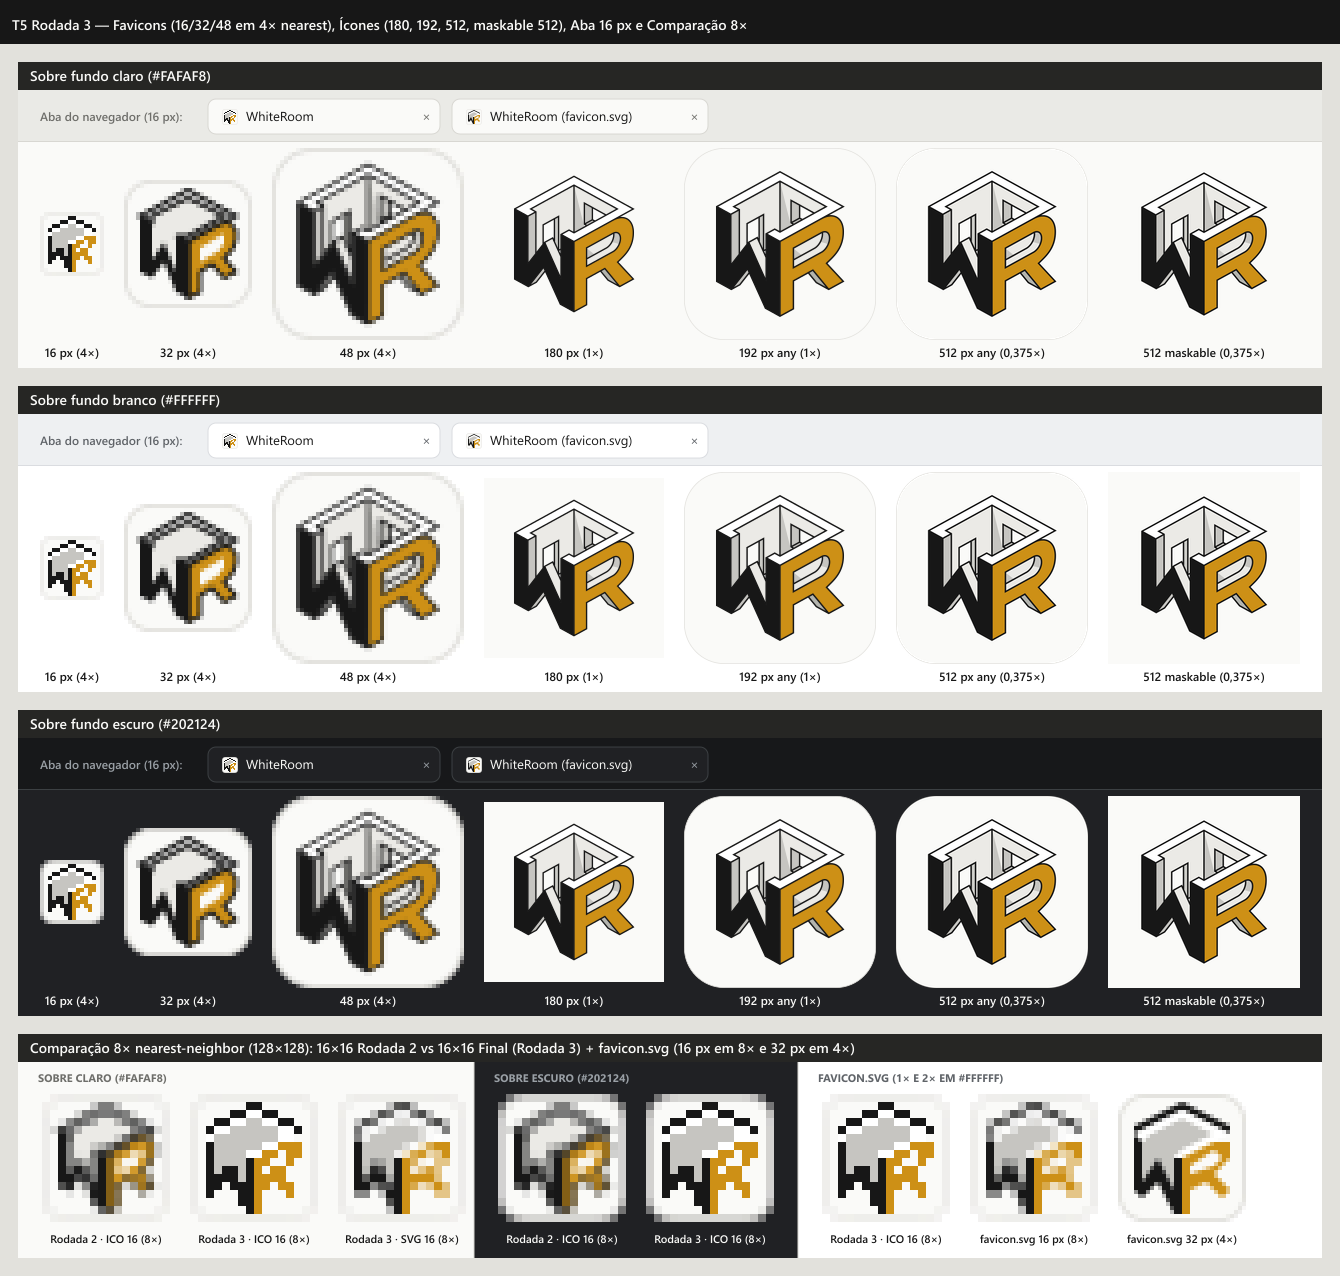 T5 Rodada 3 — Favicons (16/32/48 em 4× nearest), Ícones (180, 192, 512, maskable 512), Aba 16 px e Comparação 8×
Sobre fundo claro (#FAFAF8)
Aba do navegador (16 px):
WhiteRoom ×
WhiteRoom (favicon.svg) ×
16 px (4×)
32 px (4×)
48 px (4×)
180 px (1×)
192 px any (1×)
512 px any (0,375×)
512 maskable (0,375×)
Sobre fundo branco (#FFFFFF)
Aba do navegador (16 px):
WhiteRoom ×
WhiteRoom (favicon.svg) ×
16 px (4×)
32 px (4×)
48 px (4×)
180 px (1×)
192 px any (1×)
512 px any (0,375×)
512 maskable (0,375×)
Sobre fundo escuro (#202124)
Aba do navegador (16 px):
WhiteRoom ×
WhiteRoom (favicon.svg) ×
16 px (4×)
32 px (4×)
48 px (4×)
180 px (1×)
192 px any (1×)
512 px any (0,375×)
512 maskable (0,375×)
Comparação 8× nearest-neighbor (128×128): 16×16 Rodada 2 vs 16×16 Final (Rodada 3) + favicon.svg (16 px em 8× e 32 px em 4×)
SOBRE CLARO (#FAFAF8)
Rodada 2 · ICO 16 (8×)
Rodada 3 · ICO 16 (8×)
Rodada 3 · SVG 16 (8×)
SOBRE ESCURO (#202124)
Rodada 2 · ICO 16 (8×)
Rodada 3 · ICO 16 (8×)
FAVICON.SVG (1× E 2× EM #FFFFFF)
Rodada 3 · ICO 16 (8×)
favicon.svg 16 px (8×)
favicon.svg 32 px (4×)